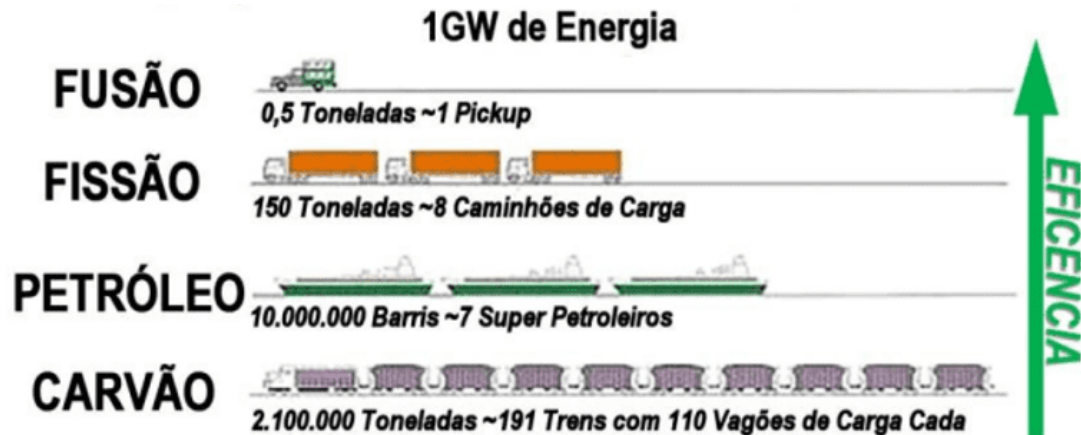 1GW de Energia
FUSÃO
0,5 Toneladas ~1 Pickup
FISSÃO
150 Toneladas ~8 Caminhões de Carga
PETRÓLEO
10.000.000 Barris ~7 Super Petroleiros
CARVÃO
2.100.000 Toneladas ~191 Trens com 110 Vagões de Carga Cada
EFICENCIA